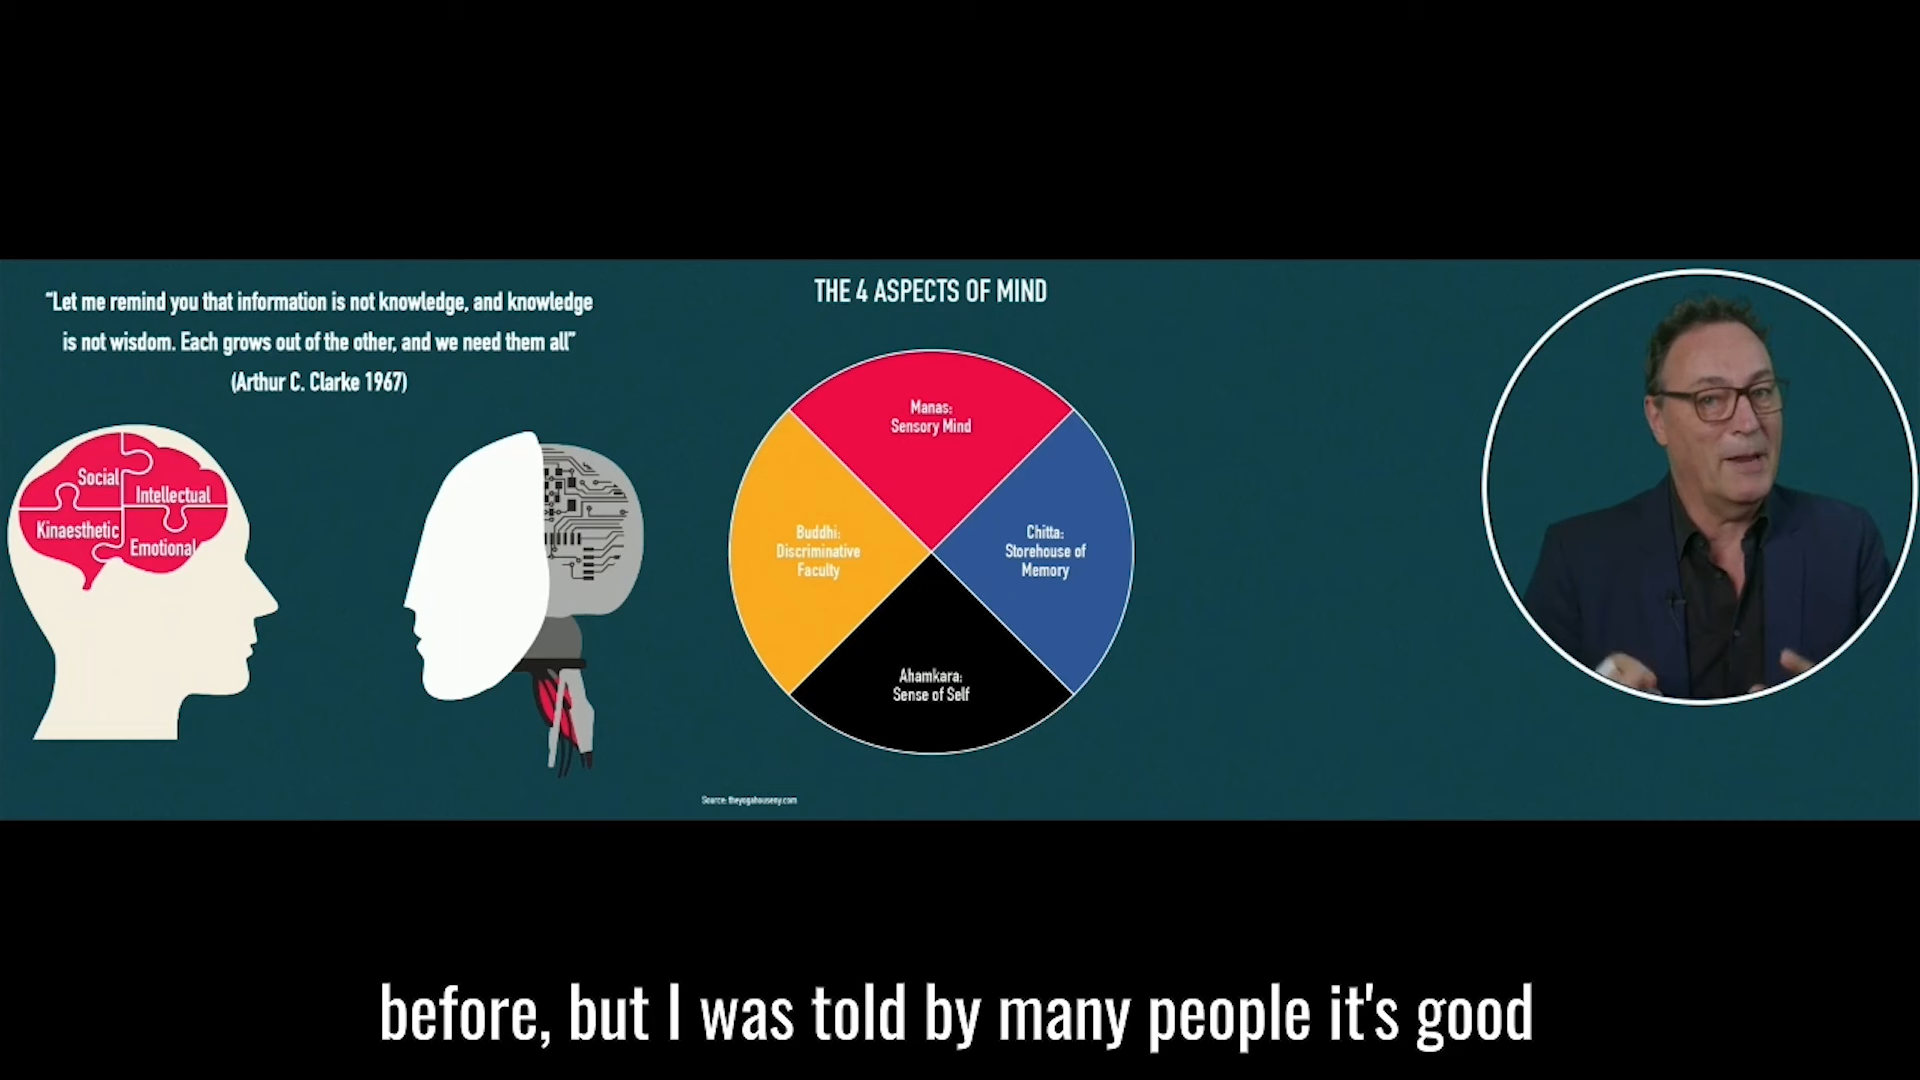 "Let me remind you that information is not knowledge, and knowledge
is not wisdom. Each grows out of the other, and we need them all"
(Arthur C. Clarke 1967)
Social
Intellectual
Kinaesthetic
Emotional
THE 4 ASPECTS OF MIND
Manas:
Sensory Mind
Buddhi:
Discriminative
Faculty
Chitta:
Storehouse of
Memory
Ahamkara:
Sense of Self
Source: theyogahouseny.com
before, but I was told by many people it's good